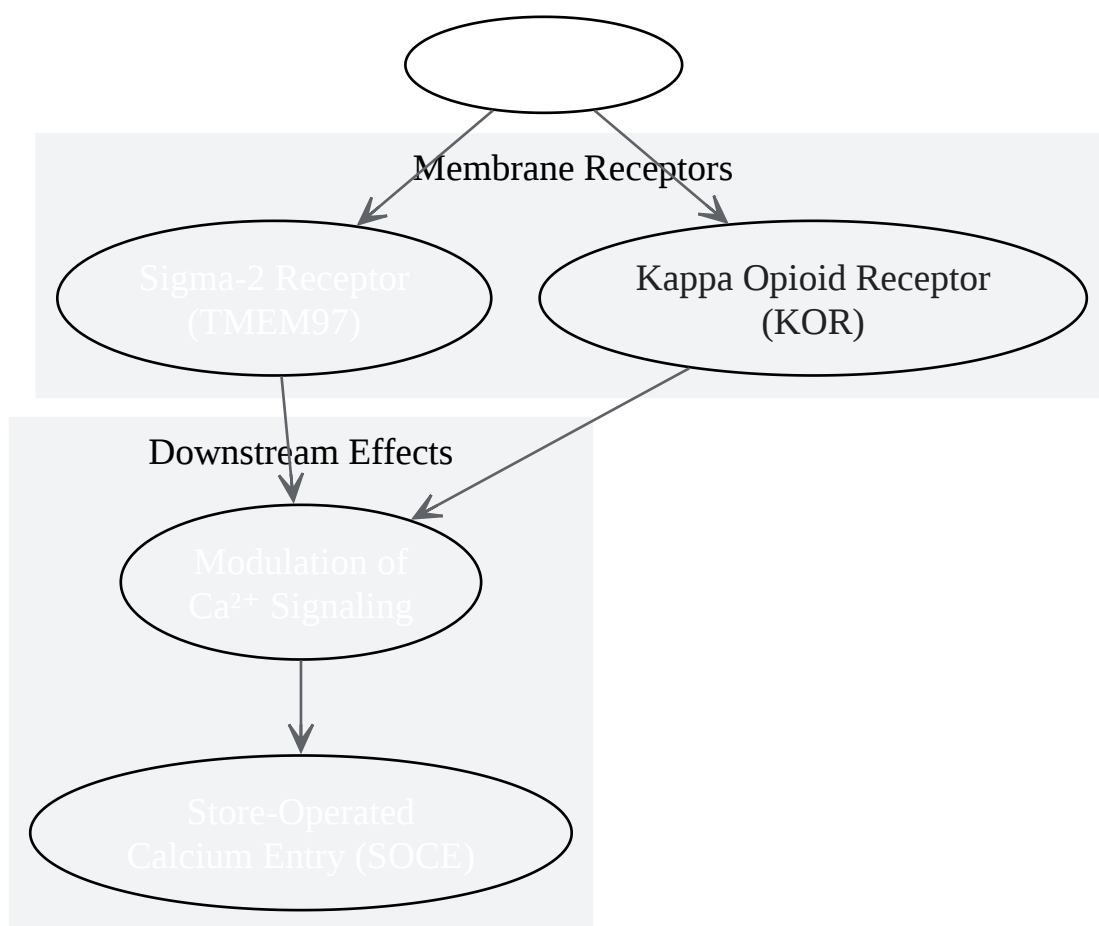 Membrane Receptors
Sigma-2 Receptor
(TMEM97)
Kappa Opioid Receptor
(KOR)
Downstream Effects
Modulation of
Ca²⁺ Signaling
Store-Operated
Calcium Entry (SOCE)